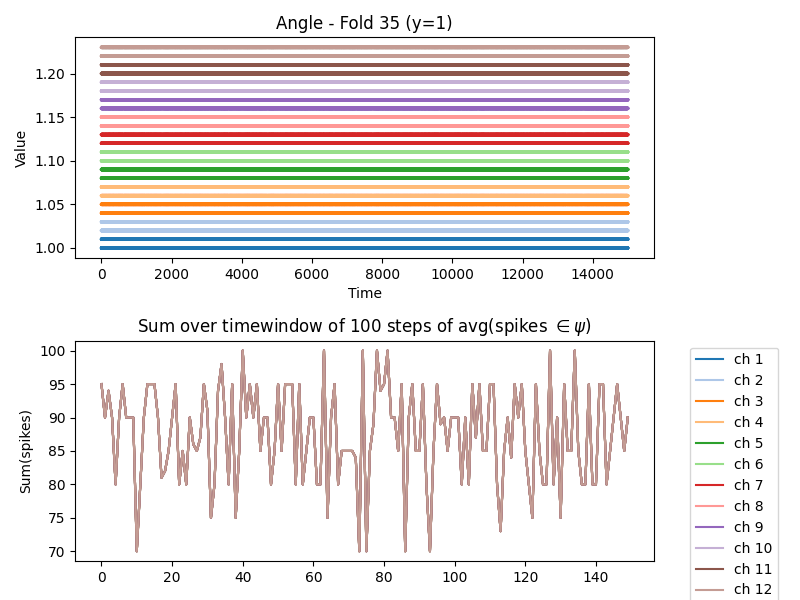 Angle - Fold 35 (y=1)
Value
1.20
1.15
1.10
1.05
1.00
0 2000 4000 6000 8000 10000 12000 14000
Time
Sum over timewindow of 100 steps of avg(spikes ∈ ψ)
Sum(spikes)
100
95
90
85
80
75
70
0 20 40 60 80 100 120 140
ch 1
ch 2
ch 3
ch 4
ch 5
ch 6
ch 7
ch 8
ch 9
ch 10
ch 11
ch 12